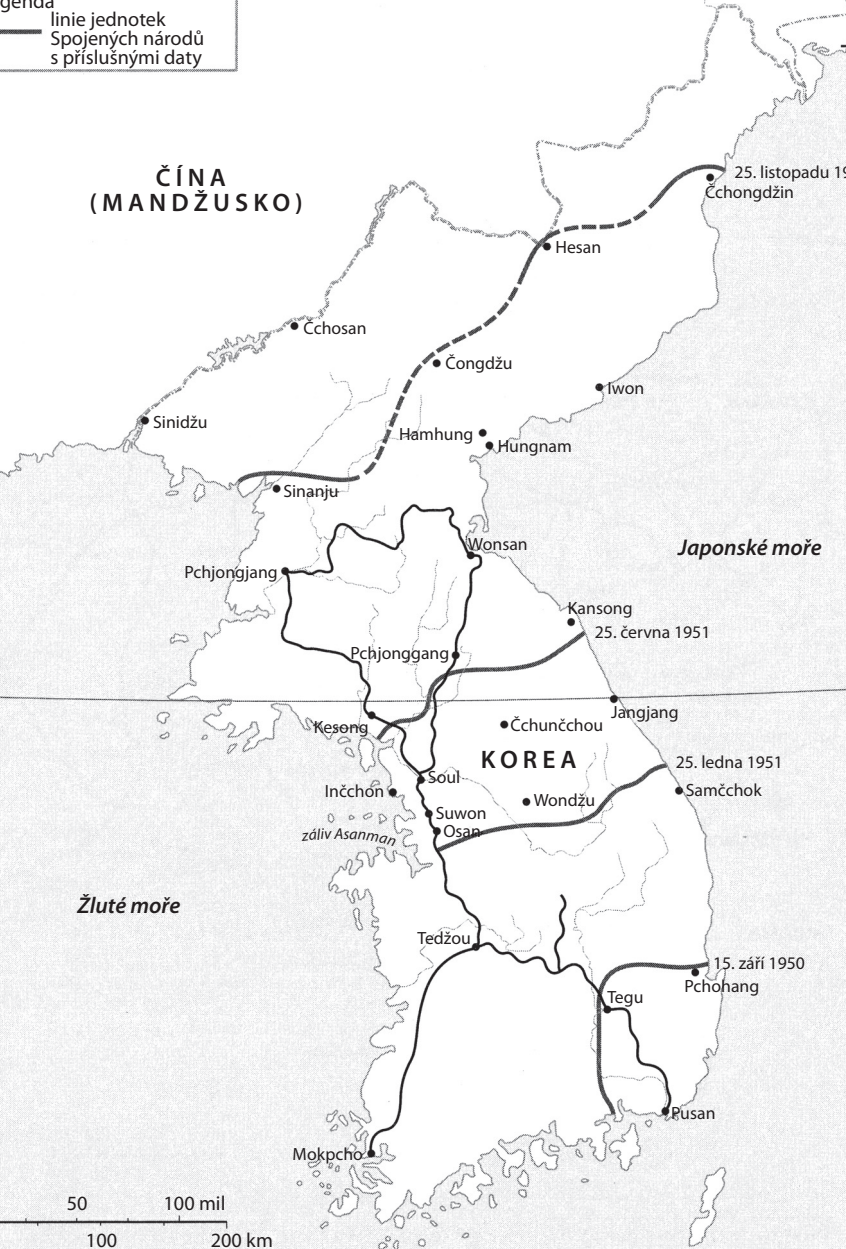 linie jednotek
Spojených národů
s příslušnými daty
ČÍNA
(MANDŽUSKO)
25. listopadu
Čchongdžin
Hesan
Čchosan
Čongdžu
Iwon
Sinidžu
Hamhung
Hungnam
Sinanju
Wonsan
Japonské moře
Pchjongjang
Kansong
25. června 1951
Pchjonggang
Jangjang
Kesong
Čchunčchou
KOREA
25. ledna 1951
Soul
Inčchon
Samčchok
Wondžu
Suwon
Osan
záliv Asanman
Žluté moře
Tedžou
15. září 1950
Pchohang
Tegu
Pusan
Mokpcho
50 100 mil
100 200 km